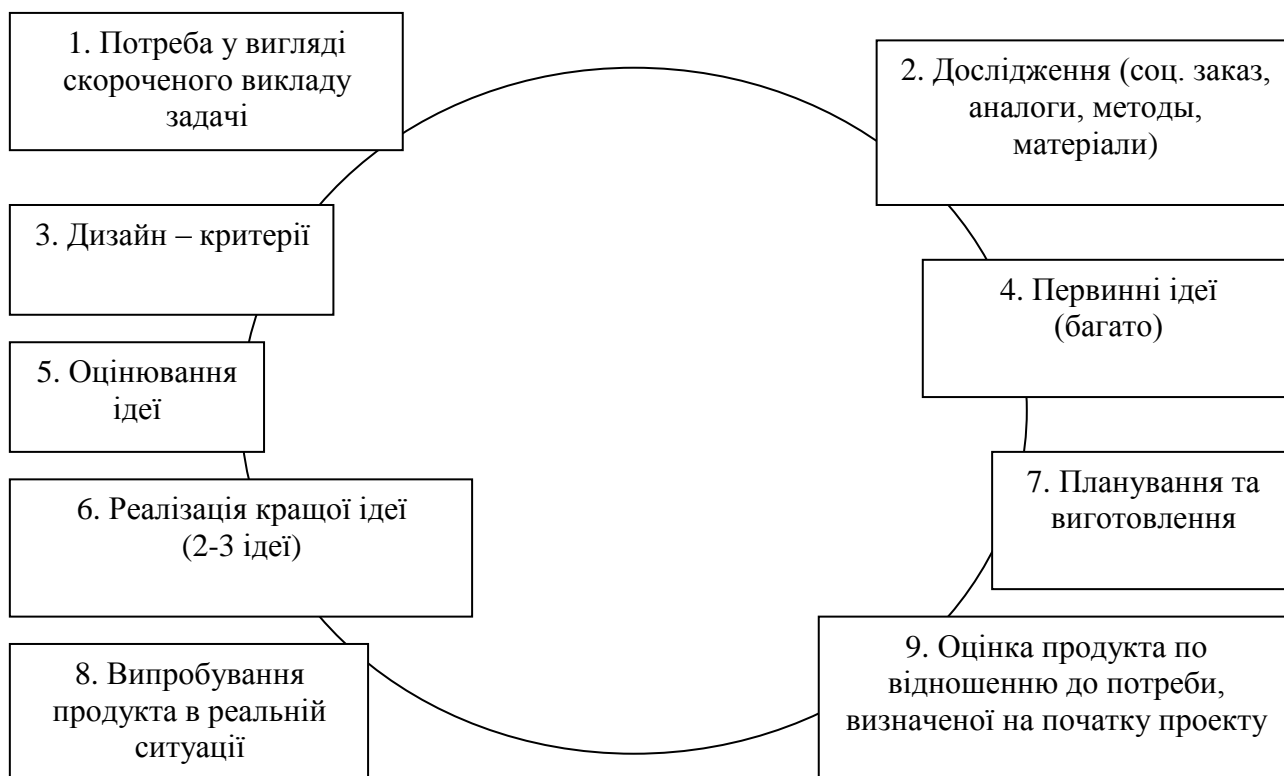 1. Потреба у вигляді
скороченого викладу
задачі
2. Дослідження (соц. заказ,
аналоги, методы,
матеріали)
3. Дизайн – критерії
4. Первинні ідеї
(багато)
5. Оцінювання
ідеї
6. Реалізація кращої ідеї
(2-3 ідеї)
7. Планування та
виготовлення
8. Випробування
продукта в реальній
ситуації
9. Оцінка продукта по
відношенню до потреби,
визначеної на початку проекту